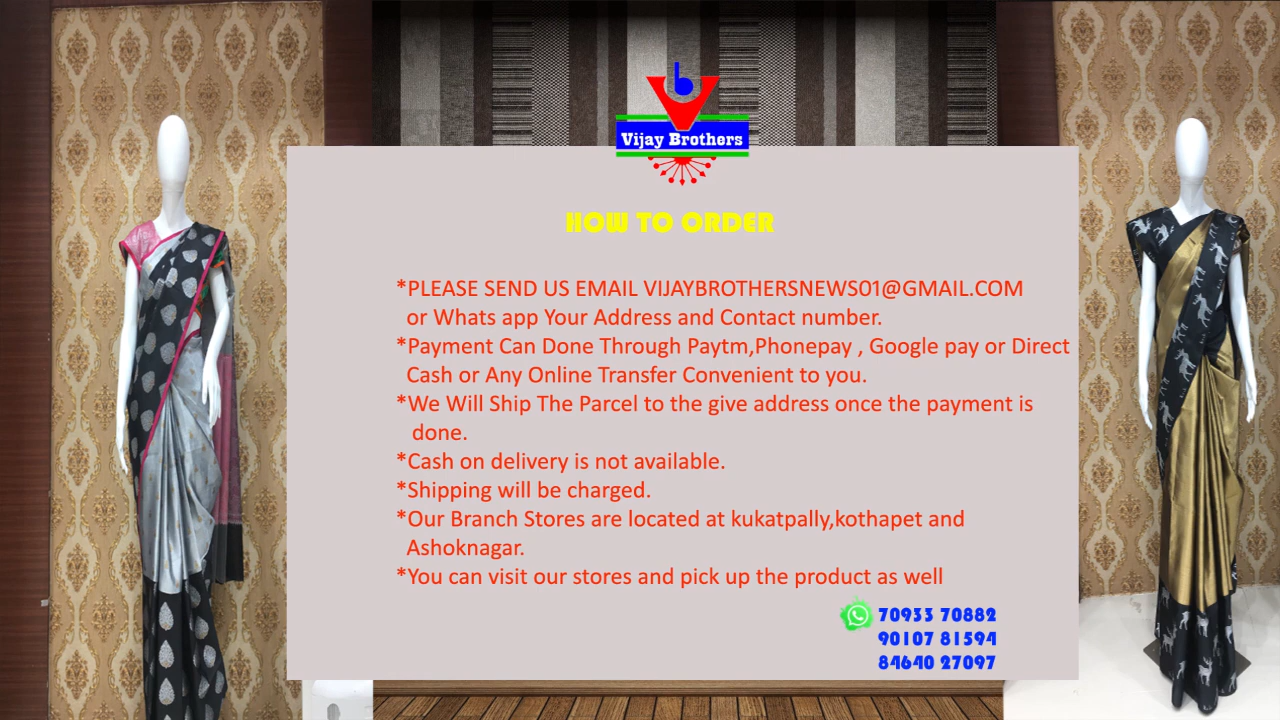 Vijay Brothers
HOW TO ORDER
*PLEASE SEND US EMAIL VIJAYBROTHERSNEWS01@GMAIL.COM
or Whats app Your Address and Contact number.
*Payment Can Done Through Paytm,Phonepay , Google pay or Direct
Cash or Any Online Transfer Convenient to you.
*We Will Ship The Parcel to the give address once the payment is
done.
*Cash on delivery is not available.
*Shipping will be charged.
*Our Branch Stores are located at kukatpally,kothapet and
Ashoknagar.
*You can visit our stores and pick up the product as well
70933 70882
90107 81594
84640 27097